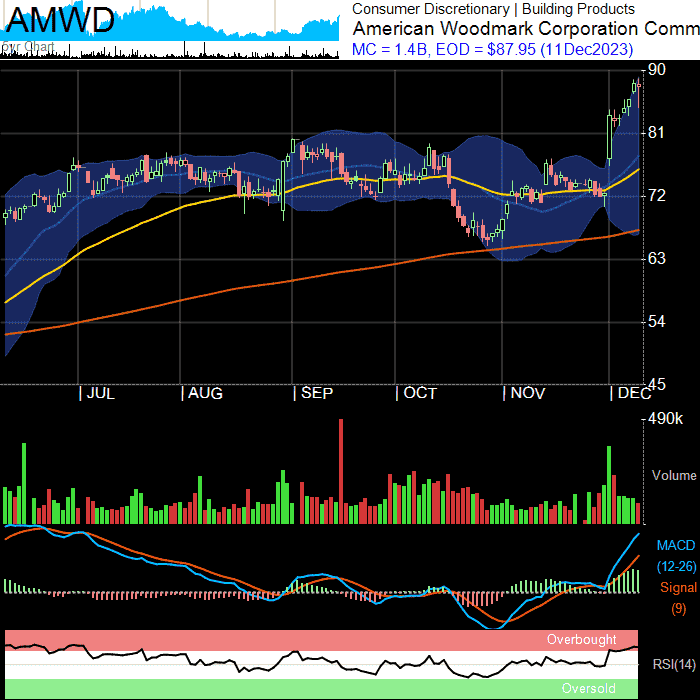 AMWD
5yr Chart
Consumer Discretionary | Building Products
American Woodmark Corporation Comm
MC = 1.4B, EOD = $87.95 (11Dec2023)
90
81
72
63
54
45
| JUL | AUG | SEP | OCT | NOV | DEC
490k
Volume
MACD
(12-26)
Signal
(9)
Overbought
RSI(14)
Oversold